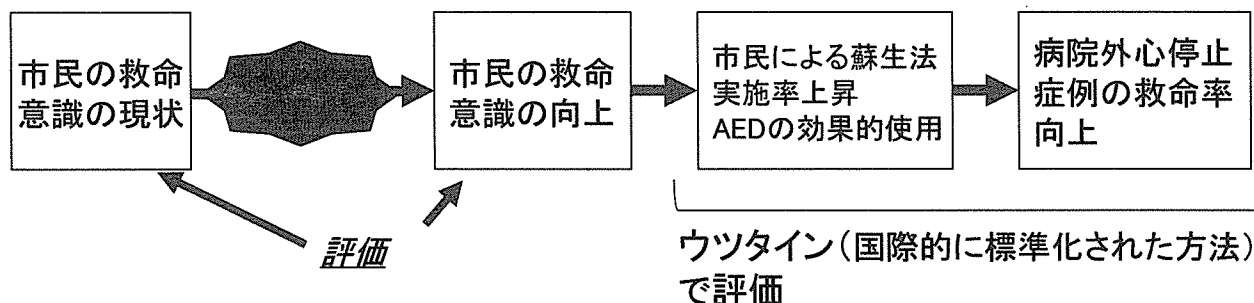 市民の救命
意識の現状
市民の救命
意識の向上
市民による蘇生法
実施率上昇
AEDの効果的使用
病院外心停止
症例の救命率
向上
評価
ウツタイン(国際的に標準化された方法)
で評価